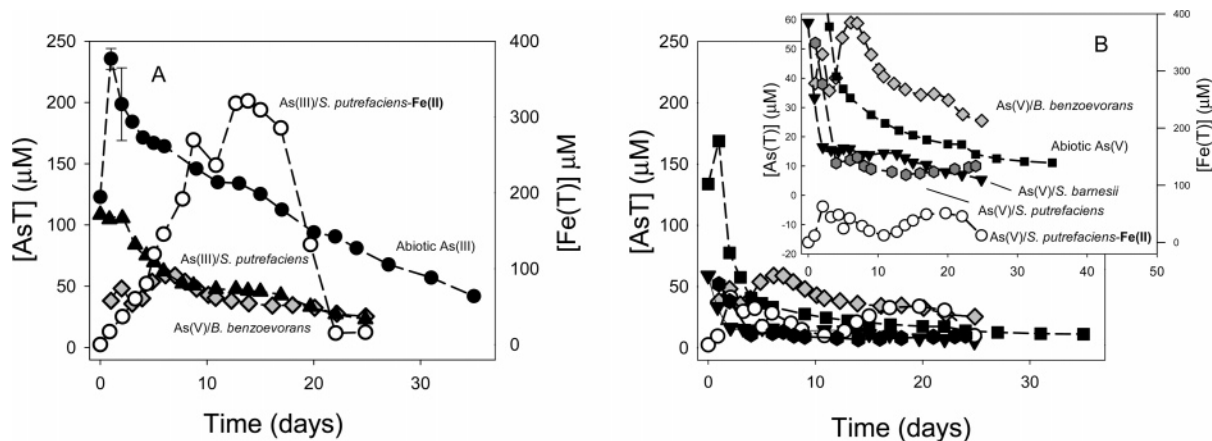 A
250
200
150
100
50
0
[AsT] (µM)
400
300
200
100
0
[Fe(T)] µM
As(III)/S. putrefaciens-Fe(II)
Abiotic As(III)
As(III)/S. putrefaciens
As(V)/B. benzoevorans
0 10 20 30
Time (days)
B
60
50
40
30
20
10
0
-10
-20
[As(T)] (µM)
400
300
200
100
0
[Fe(T)] (µM)
As(V)/B. benzoevorans
Abiotic As(V)
As(V)/S. barnesii
As(V)/S. putrefaciens
As(V)/S. putrefaciens-Fe(II)
0 10 20 30 40 50
250
200
150
100
50
0
[AsT] (µM)
0 10 20 30
Time (days)